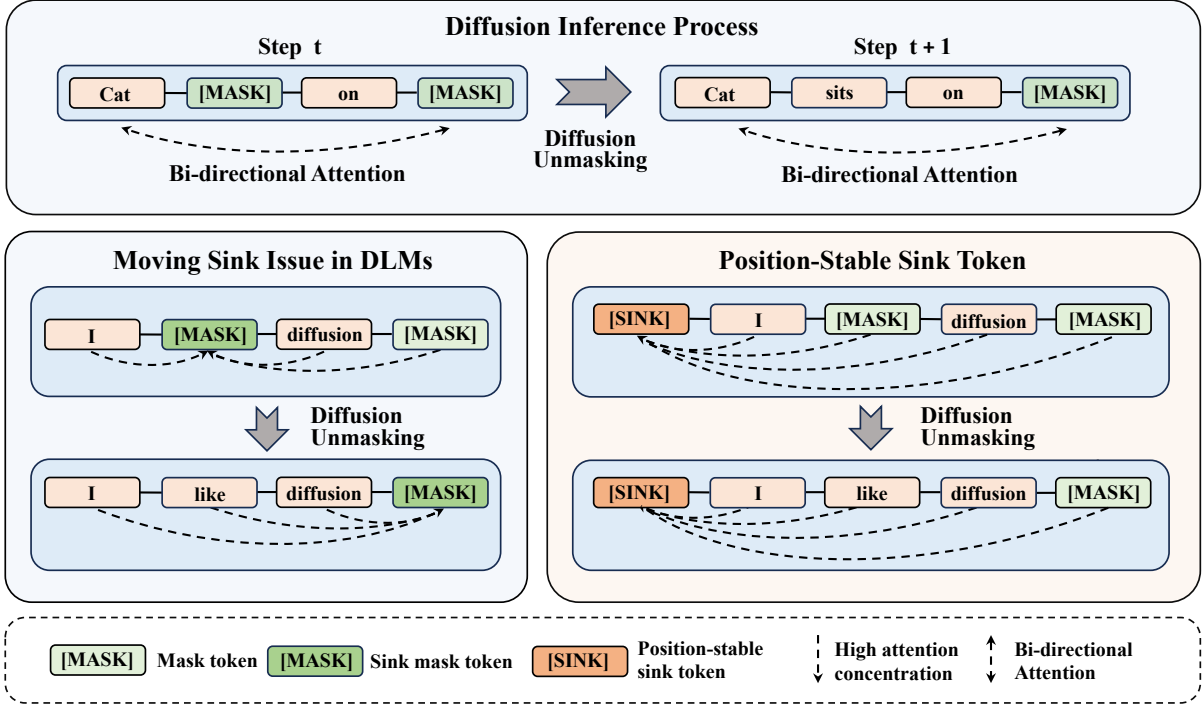 Diffusion Inference Process
Step t
Step t + 1
Cat [MASK] on [MASK]
Cat sits on [MASK]
Diffusion
Unmasking
Bi-directional Attention
Bi-directional Attention
Moving Sink Issue in DLMs
I [MASK] diffusion [MASK]
Diffusion
Unmasking
I like diffusion [MASK]
Position-Stable Sink Token
[SINK] I [MASK] diffusion [MASK]
Diffusion
Unmasking
[SINK] I like diffusion [MASK]
[MASK] Mask token
[MASK] Sink mask token
[SINK] Position-stable
sink token
High attention
concentration
Bi-directional
Attention